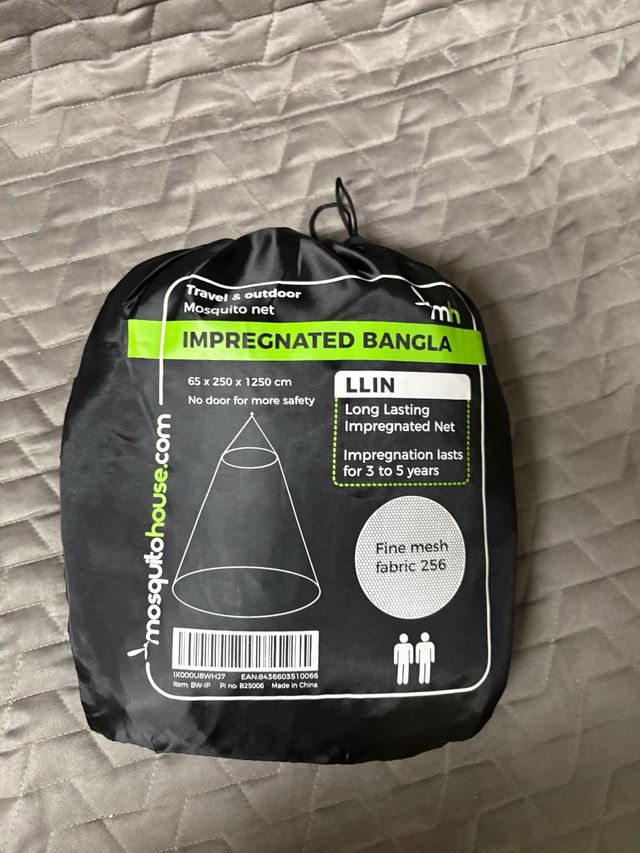 Travel & outdoor
Mosquito net
mh
IMPREGNATED BANGLA
65 x 250 x 1250 cm
No door for more safety
LLIN
Long Lasting
Impregnated Net
Impregnation lasts
for 3 to 5 years
Fine mesh
fabric 256
mosquitohouse.com
IX000U8WHJ7 EAN:8436603510066
Item: BW-IP PI no: B25006 Made in China